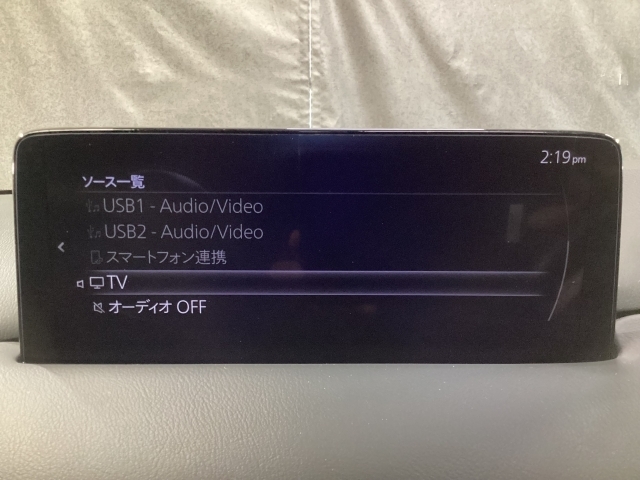 2:19pm
ソース一覧
USB1 - Audio/Video
USB2 - Audio/Video
スマートフォン連携
TV
オーディオ OFF